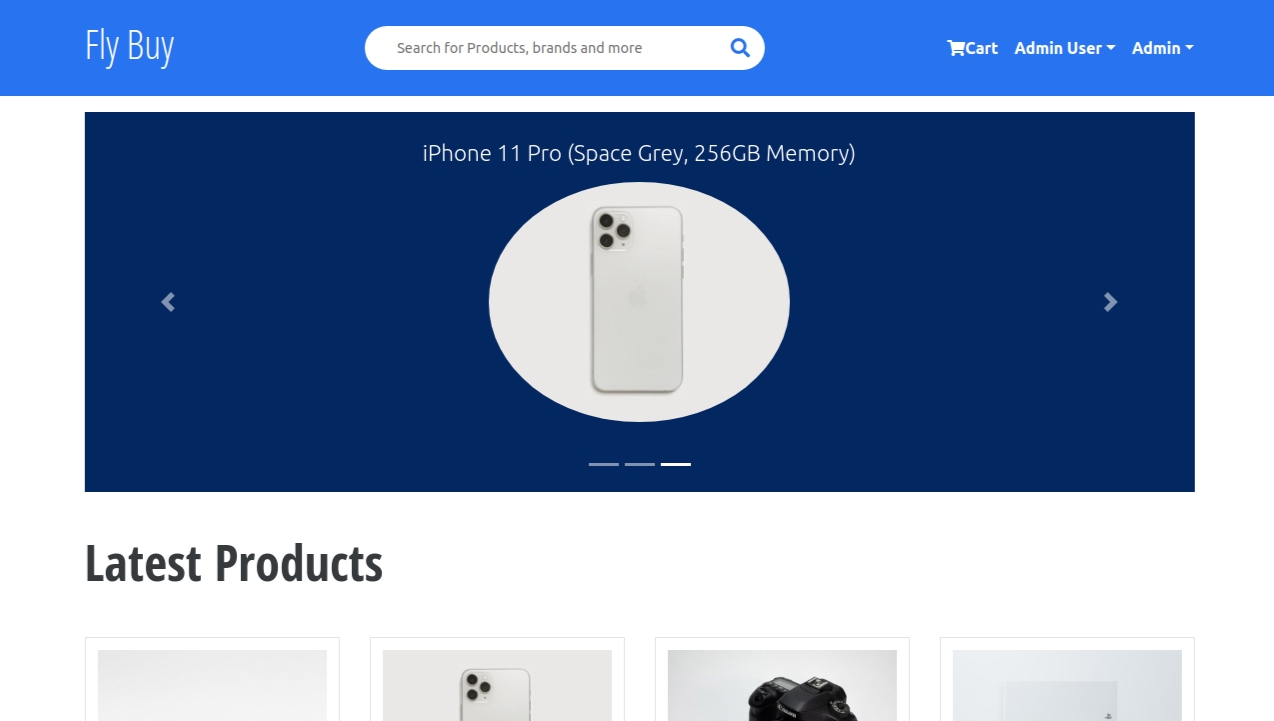 Fly Buy
Search for Products, brands and more
Cart
Admin User
Admin
iPhone 11 Pro (Space Grey, 256GB Memory)
Latest Products
Canon